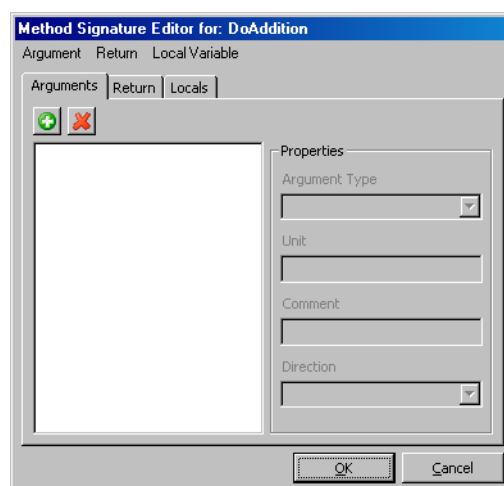 Method Signature Editor for: DoAddition
Argument Return Local Variable
Arguments Return Locals
Properties
Argument Type
Unit
Comment
Direction
OK Cancel